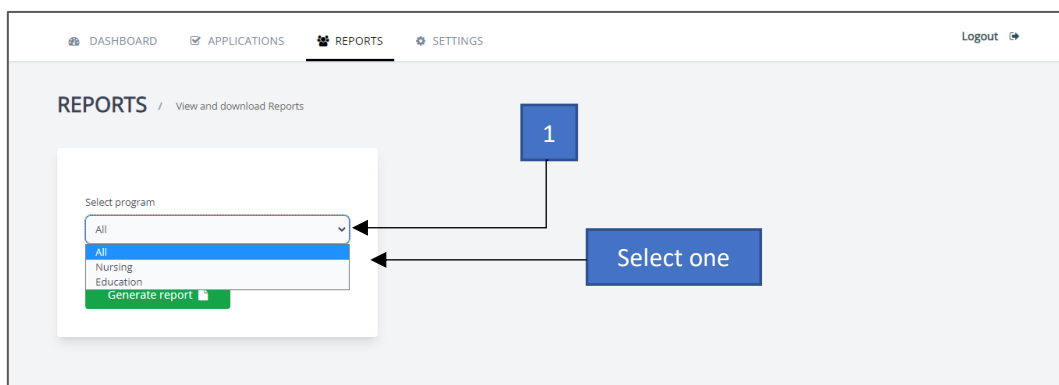 DASHBOARD APPLICATIONS REPORTS SETTINGS Logout
REPORTS / View and download Reports
1
Select program
All
All
Nursing
Education
Select one
Generate report